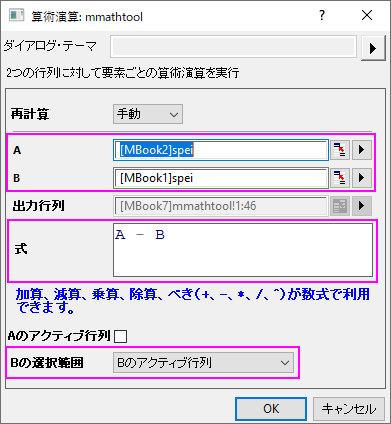 算術演算: mmathtool
ダイアログ・テーマ
2つの行列に対して要素ごとの算術演算を実行
再計算 手動
A [MBook2]spei
B [MBook1]spei
出力行列 [MBook7]mmathtool!1:46
式 A - B
加算、減算、乗算、除算、べき(+、-、*、/、^)が数式で利用
できます。
Aのアクティブ行列
Bの選択範囲 Bのアクティブ行列
OK キャンセル